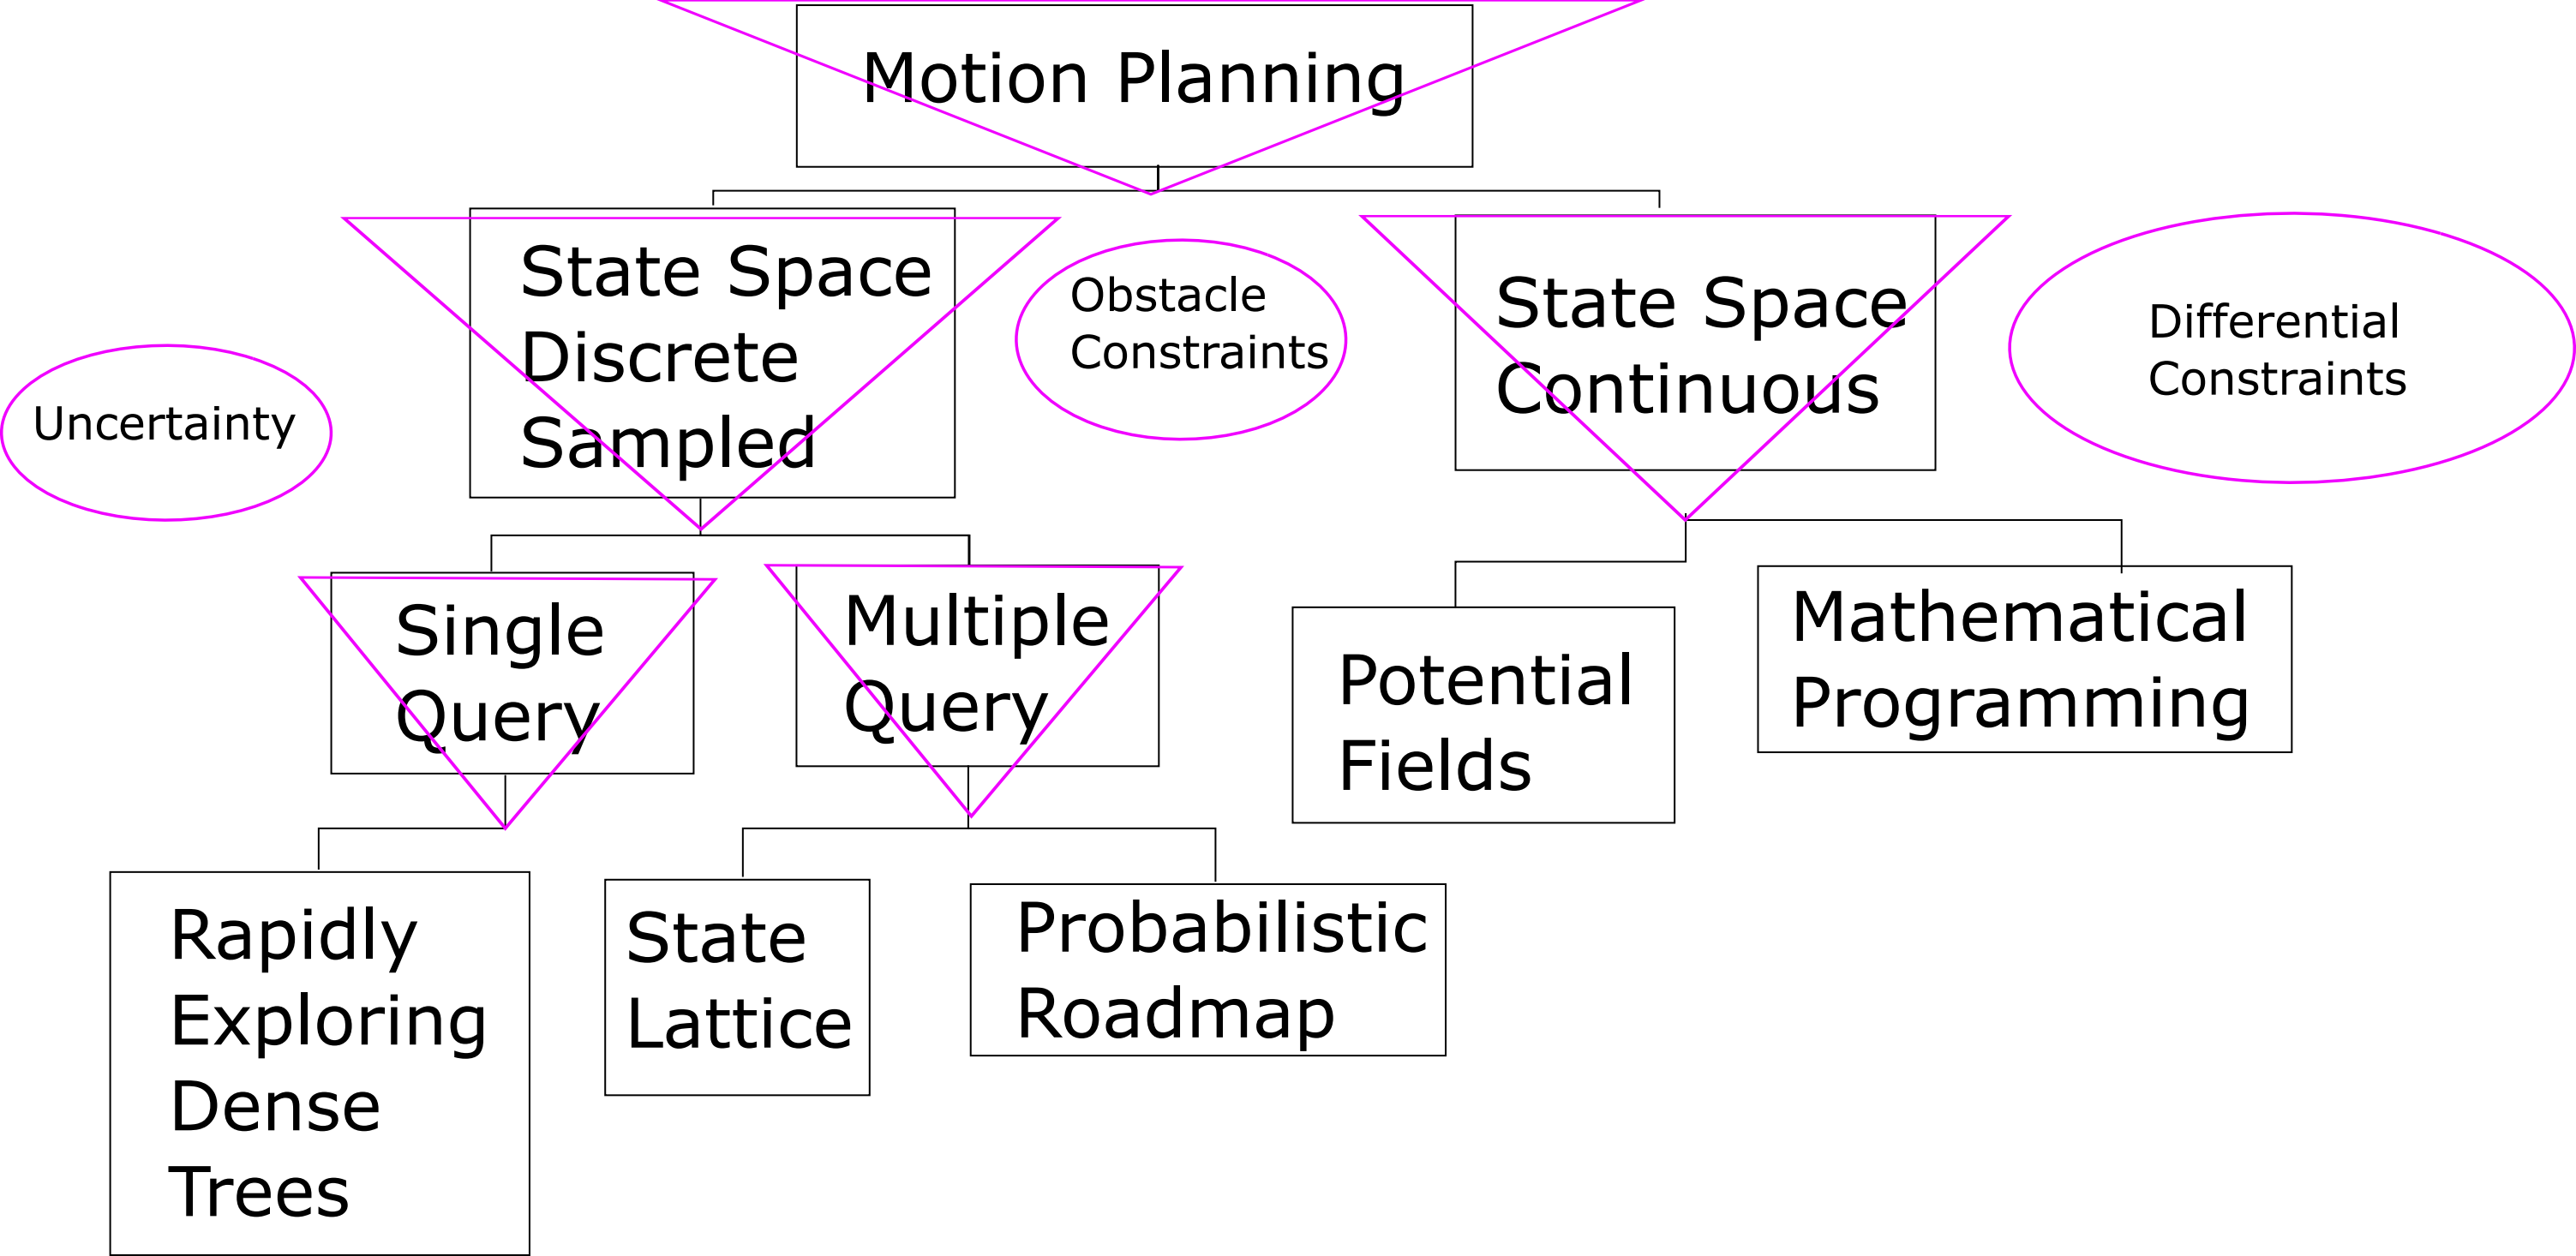 Motion Planning
State Space
Discrete
Sampled
Obstacle
Constraints
State Space
Continuous
Differential
Constraints
Uncertainty
Single
Query
Multiple
Query
Potential
Fields
Mathematical
Programming
Rapidly
Exploring
Dense
Trees
State
Lattice
Probabilistic
Roadmap